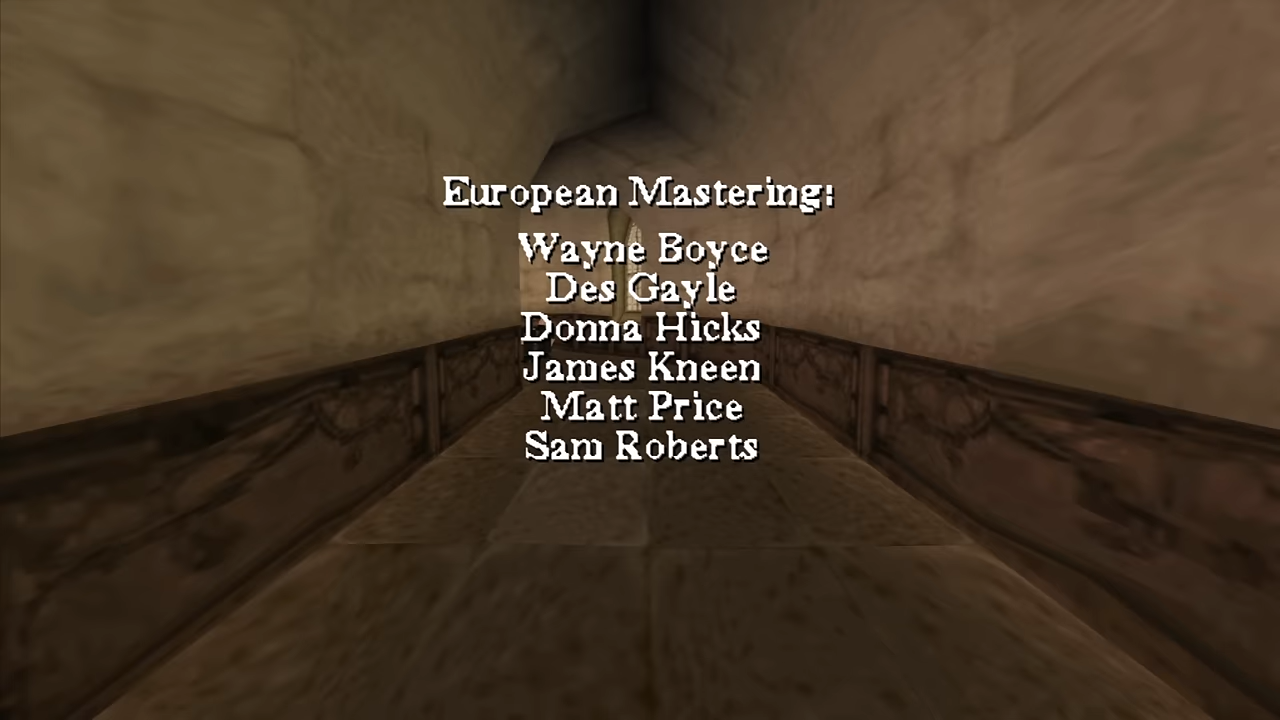 European Mastering:
Wayne Boyce
Des Gayle
Donna Hicks
James Kneen
Matt Price
Sam Roberts